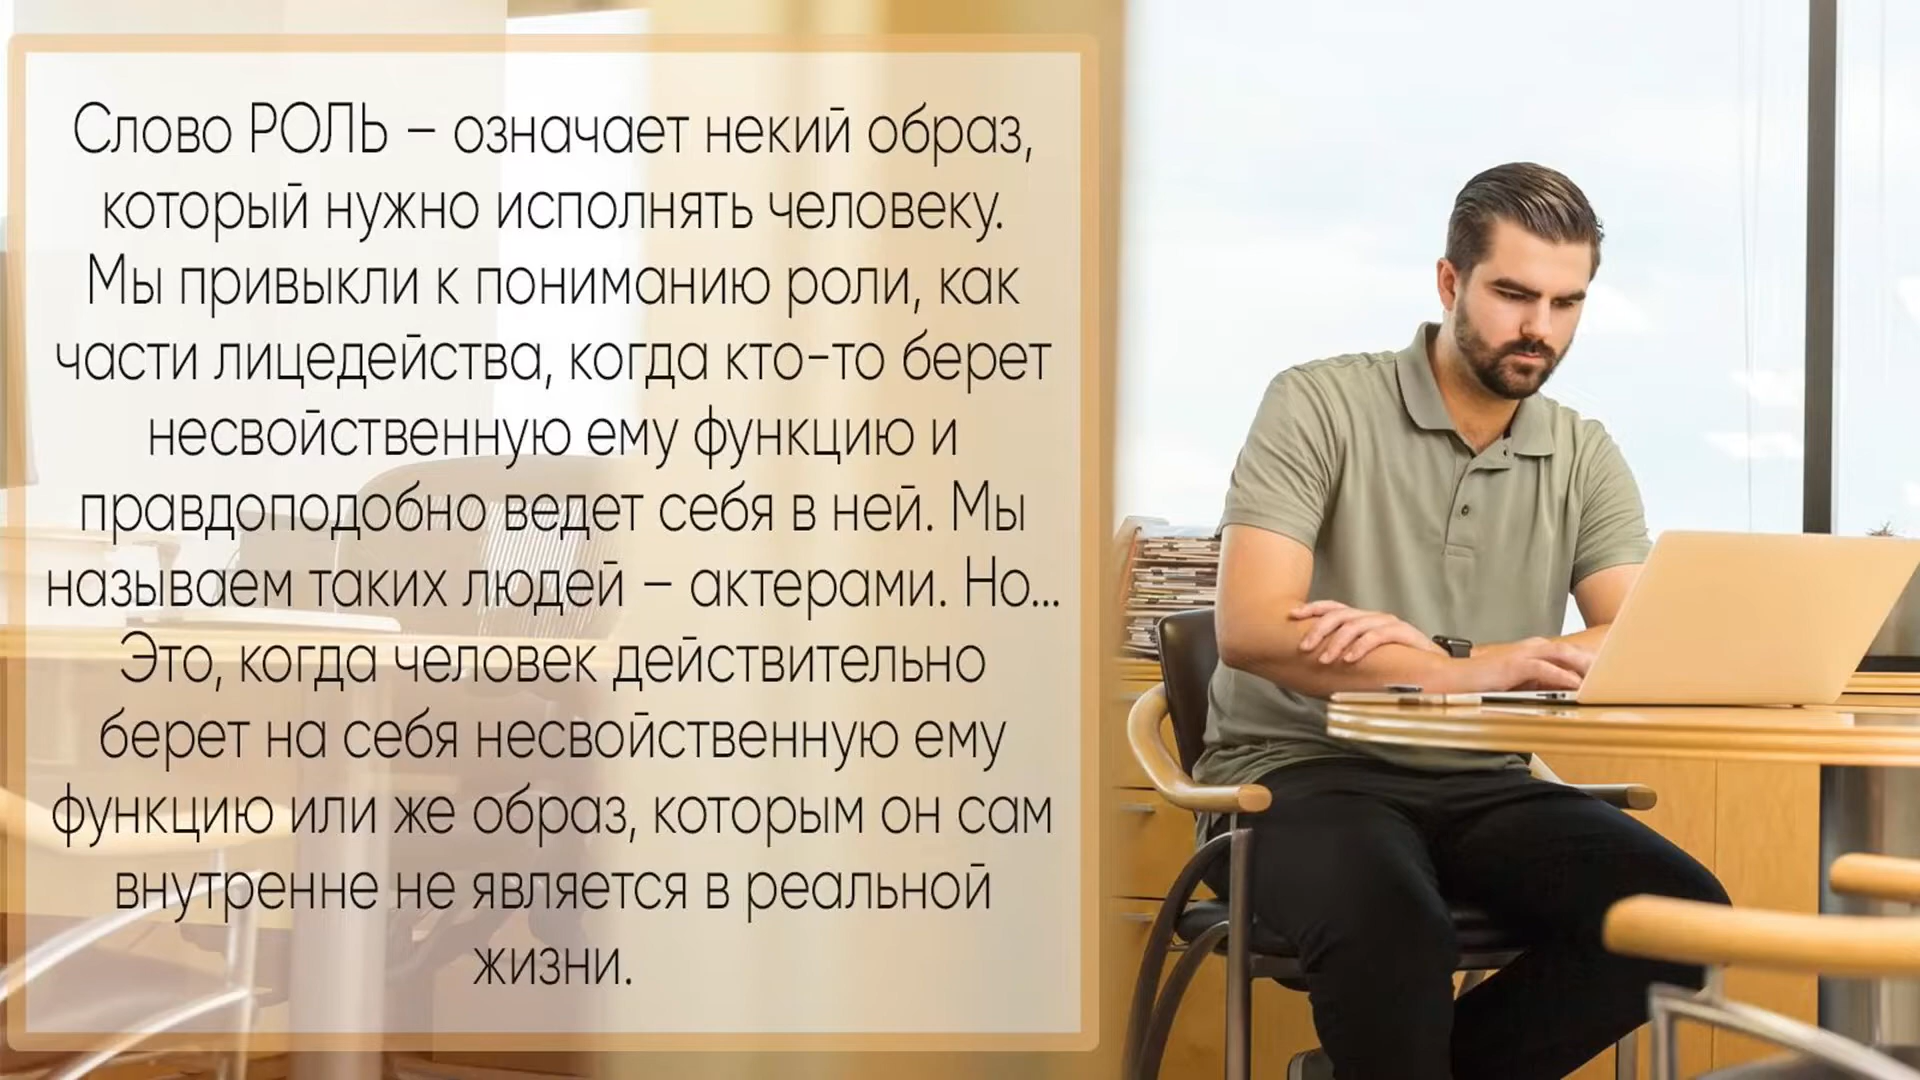 Слово РОЛЬ – означает некий образ,
который нужно исполнять человеку.
Мы привыкли к пониманию роли, как
части лицедейства, когда кто-то берет
несвойственную ему функцию и
правдоподобно ведет себя в ней. Мы
называем таких людей – актерами. Но...
Это, когда человек действительно
берет на себя несвойственную ему
функцию или же образ, которым он сам
внутренне не является в реальной
жизни.